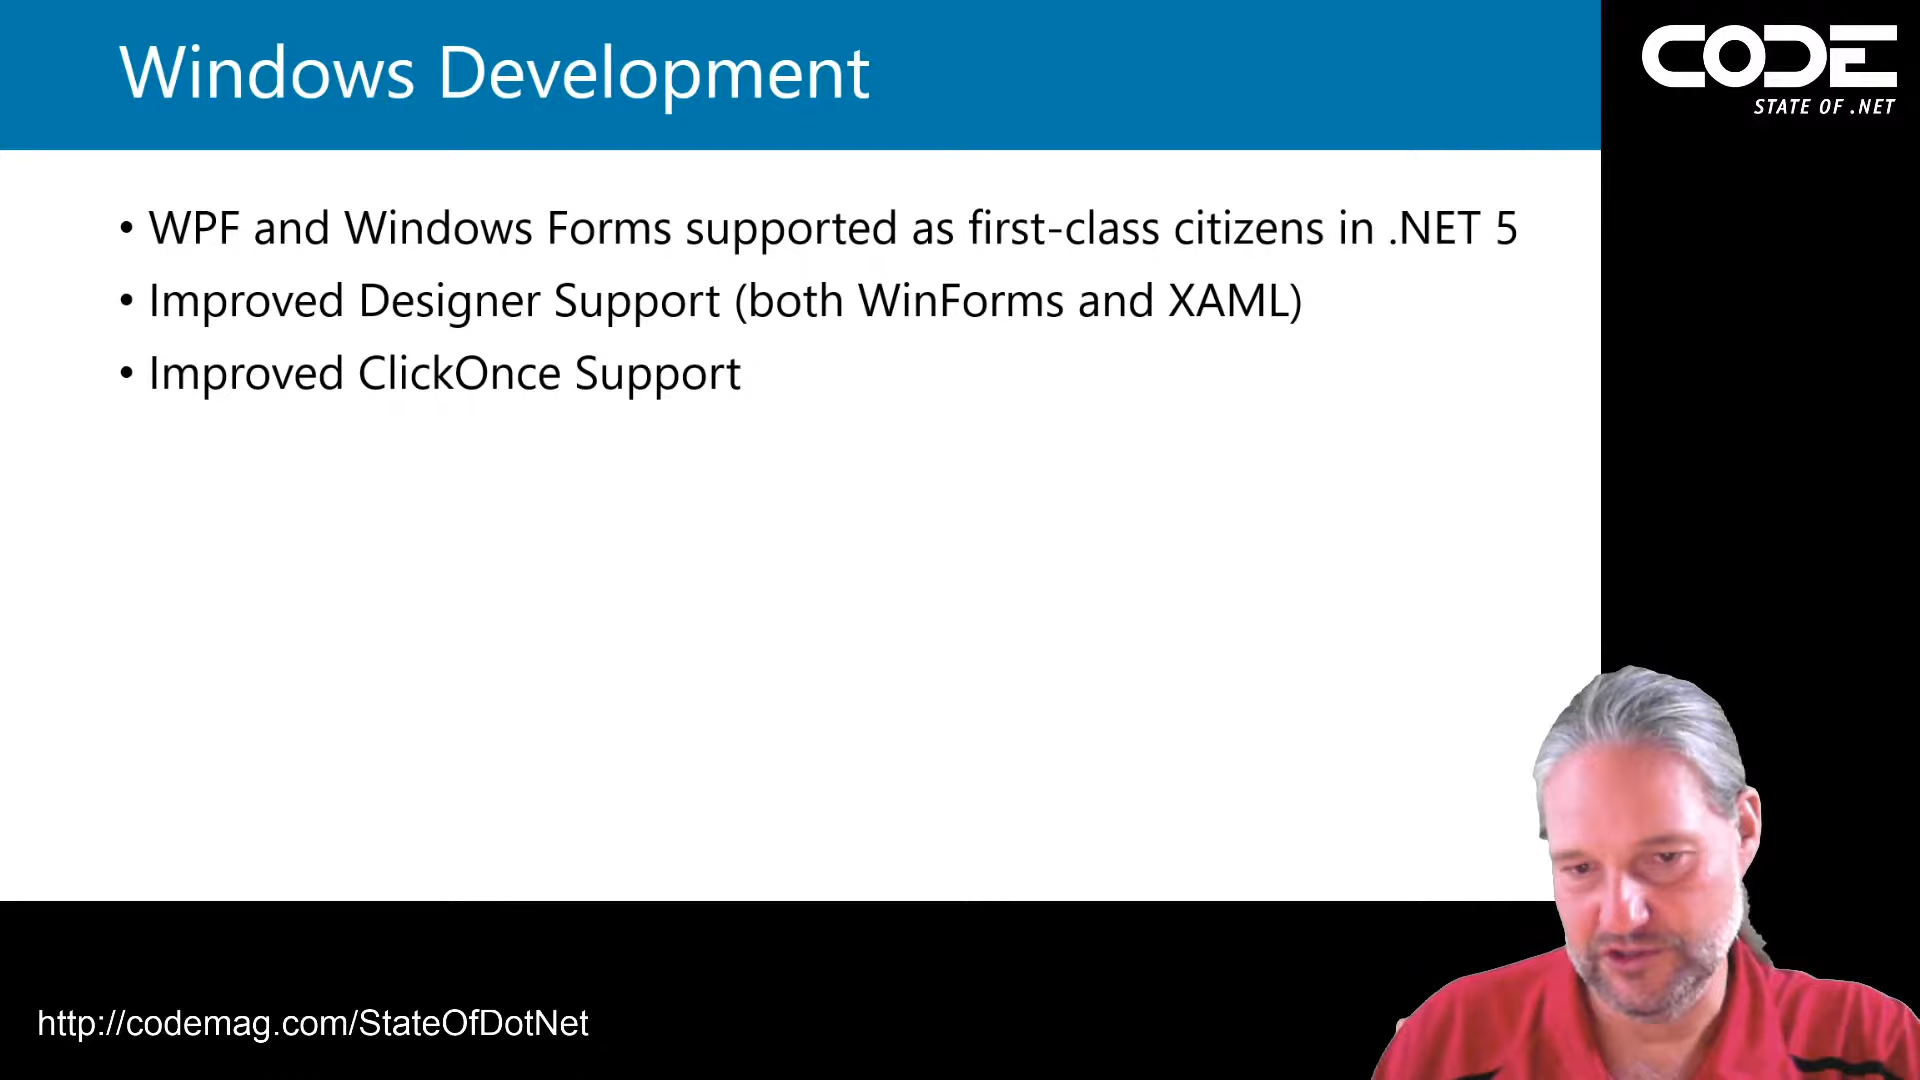 Windows Development
CODE
STATE OF .NET
• WPF and Windows Forms supported as first-class citizens in .NET 5
• Improved Designer Support (both WinForms and XAML)
• Improved ClickOnce Support
http://codemag.com/StateOfDotNet